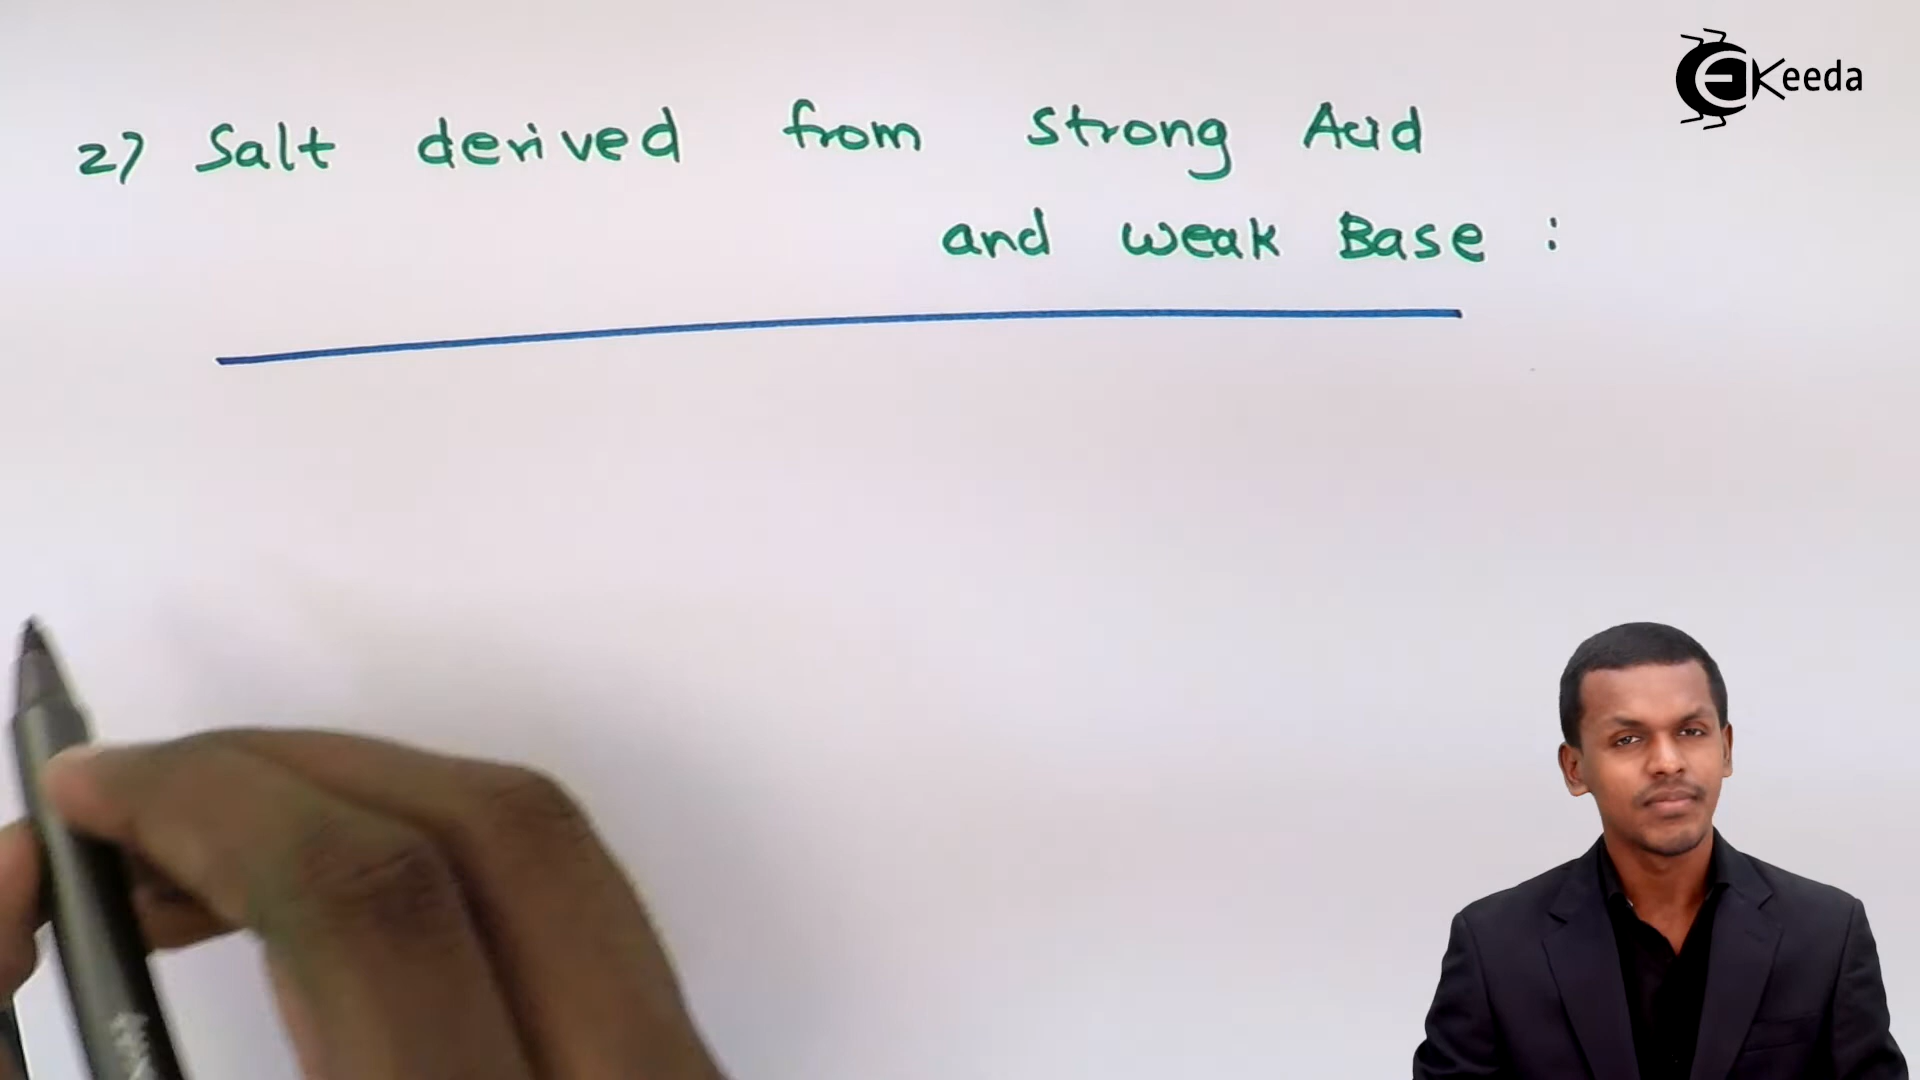 Keeda
2) Salt derived from strong Acid
and weak Base :